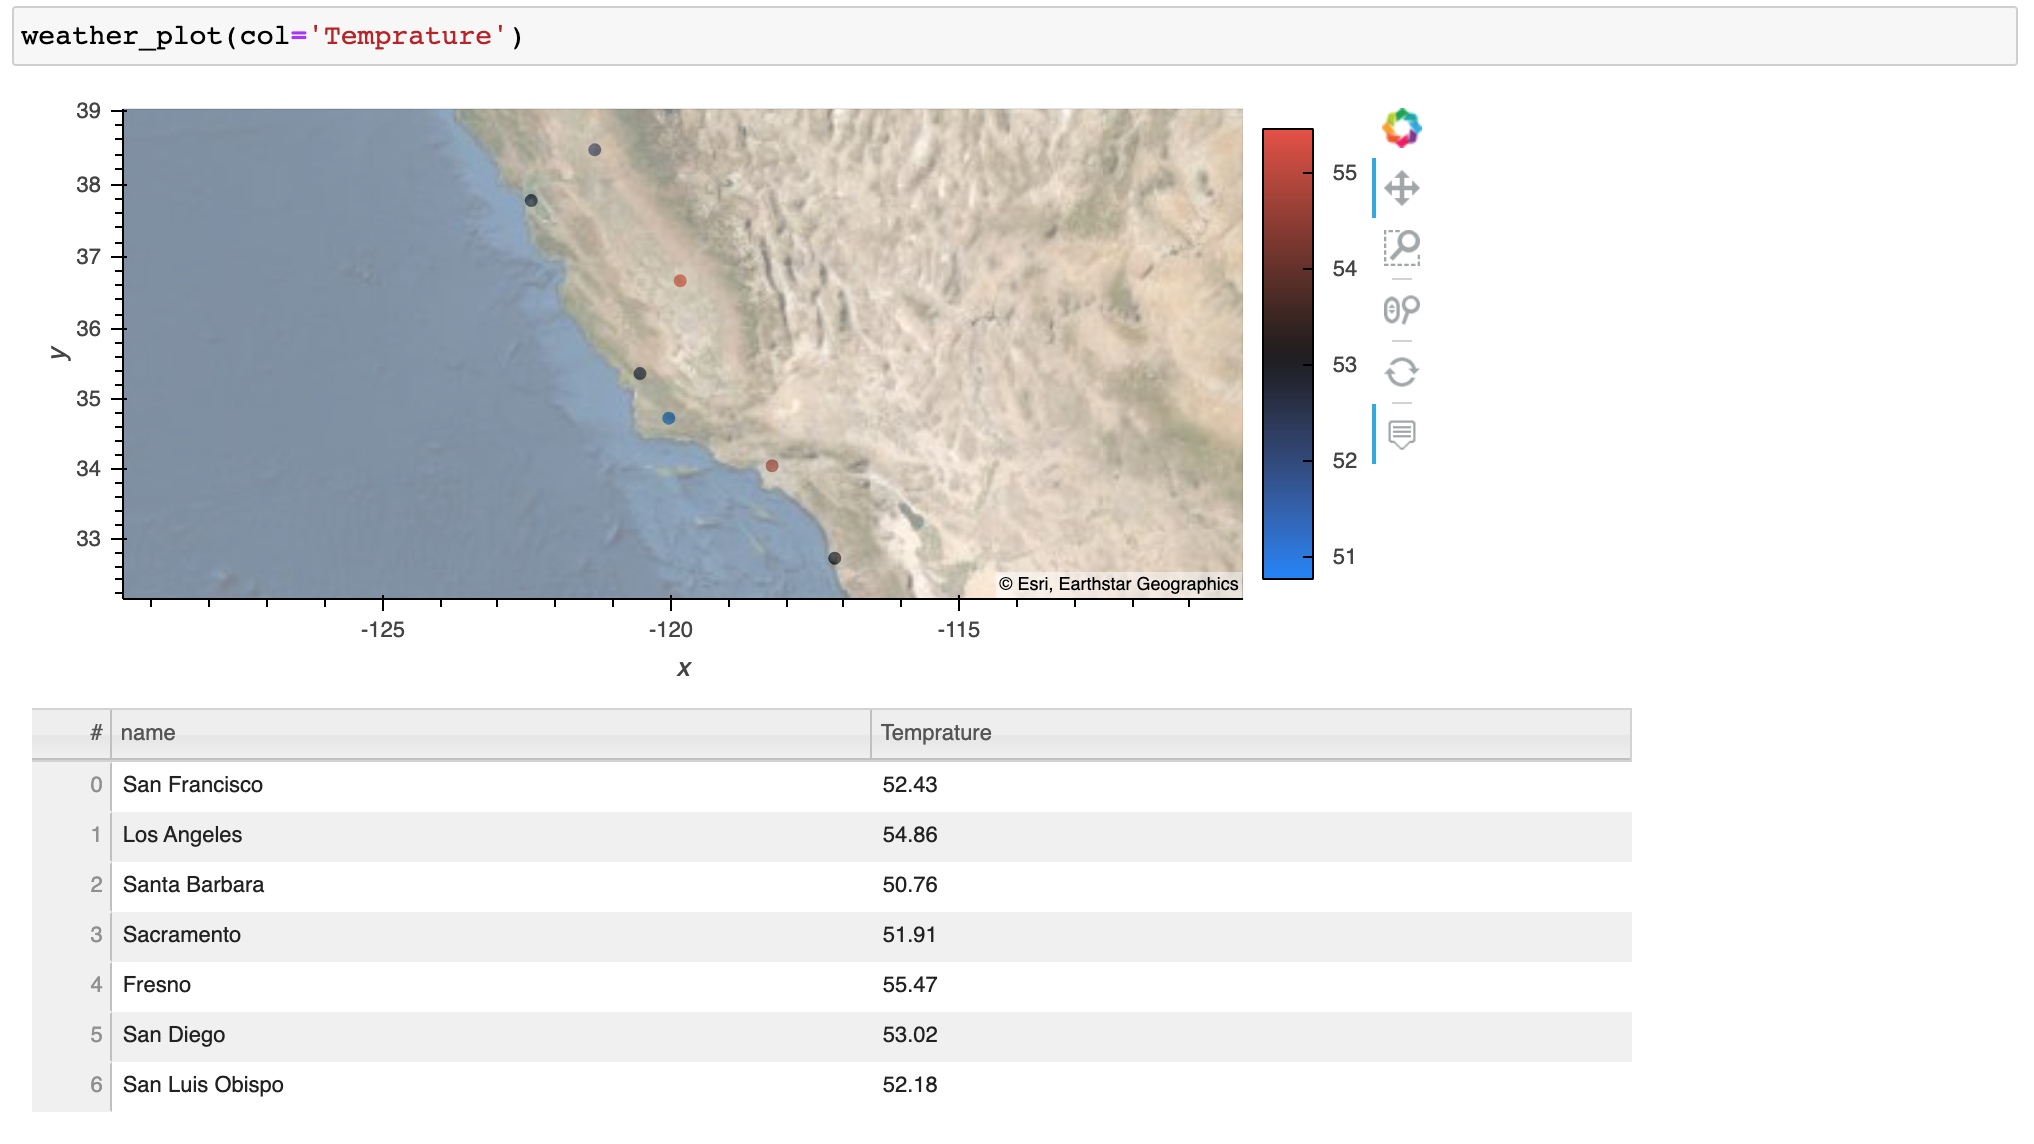 weather_plot(col='Temprature')
39
38
37
36
35
34
33
y
-125
-120
-115
x
55
54
53
52
51
© Esri, Earthstar Geographics
# name Temprature
0 San Francisco 52.43
1 Los Angeles 54.86
2 Santa Barbara 50.76
3 Sacramento 51.91
4 Fresno 55.47
5 San Diego 53.02
6 San Luis Obispo 52.18